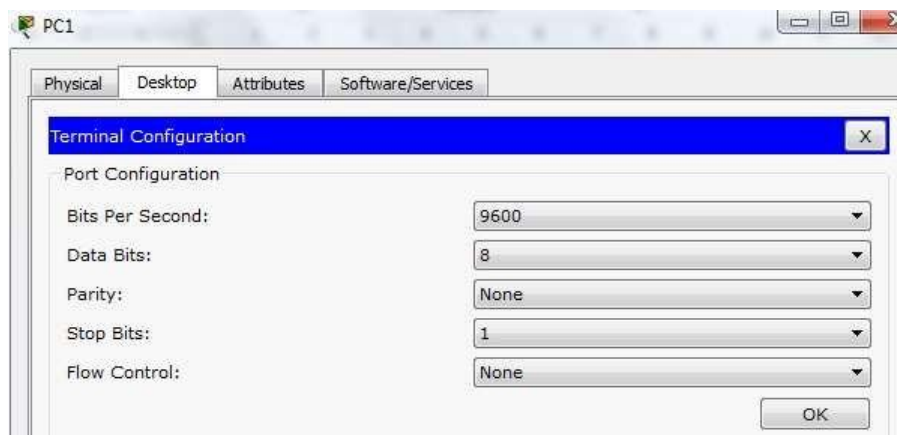 PC1
Physical Desktop Attributes Software/Services
Terminal Configuration X
Port Configuration
Bits Per Second: 9600
Data Bits: 8
Parity: None
Stop Bits: 1
Flow Control: None
OK